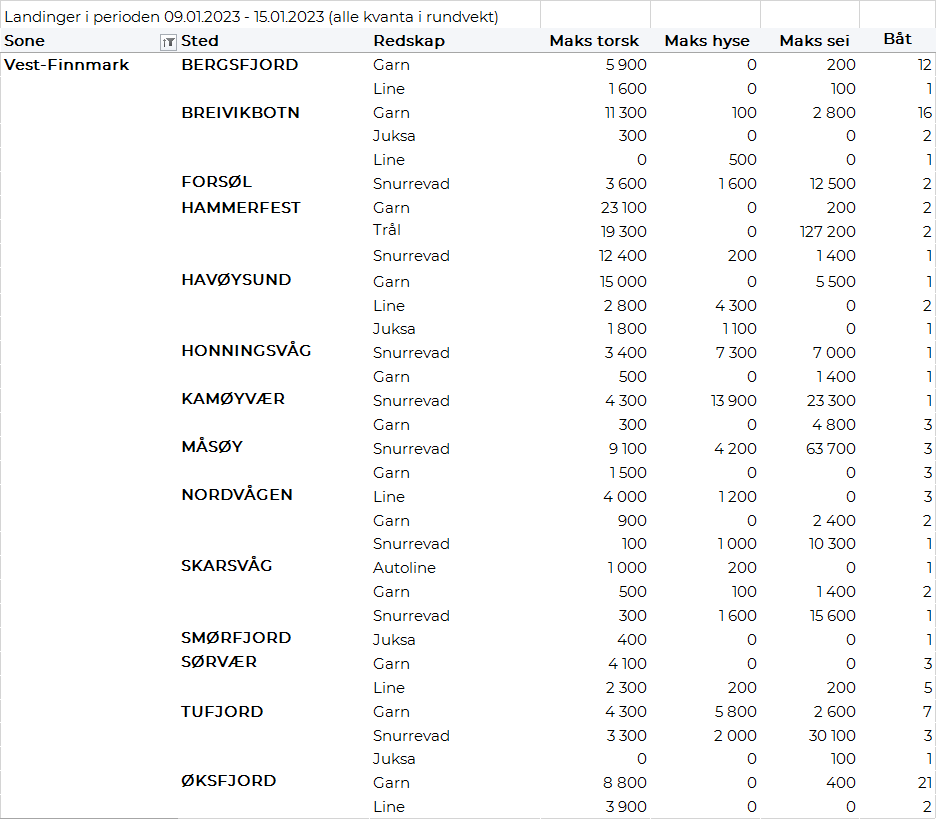 Landinger i perioden 09.01.2023 - 15.01.2023 (alle kvanta i rundvekt)
Sone Sted Redskap Maks torsk Maks hyse Maks sei Båt
Vest-Finnmark BERGSFJORD Garn 5 900 0 200 12
Line 1 600 0 100 1
BREIVIKBOTN Garn 11 300 100 2 800 16
Juksa 300 0 0 2
Line 0 500 0 1
FORSØL Snurrevad 3 600 1 600 12 500 2
HAMMERFEST Garn 23 100 0 200 2
Trål 19 300 0 127 200 2
Snurrevad 12 400 200 1 400 1
HAVØYSUND Garn 15 000 0 5 500 1
Line 2 800 4 300 0 2
Juksa 1 800 1 100 0 1
HONNINGSVÅG Snurrevad 3 400 7 300 7 000 1
Garn 500 0 1 400 1
KAMØYVÆR Snurrevad 4 300 13 900 23 300 1
Garn 300 0 4 800 3
MÅSØY Snurrevad 9 100 4 200 63 700 3
Garn 1 500 0 0 3
NORDVÅGEN Line 4 000 1 200 0 3
Garn 900 0 2 400 2
Snurrevad 100 1 000 10 300 1
SKARSVÅG Autoline 1 000 200 0 1
Garn 500 100 1 400 2
Snurrevad 300 1 600 15 600 1
SMØRFJORD Juksa 400 0 0 1
SØRVÆR Garn 4 100 0 0 3
Line 2 300 200 200 5
TUFJORD Garn 4 300 5 800 2 600 7
Snurrevad 3 300 2 000 30 100 3
Juksa 0 0 100 1
ØKSFJORD Garn 8 800 0 400 21
Line 3 900 0 0 2